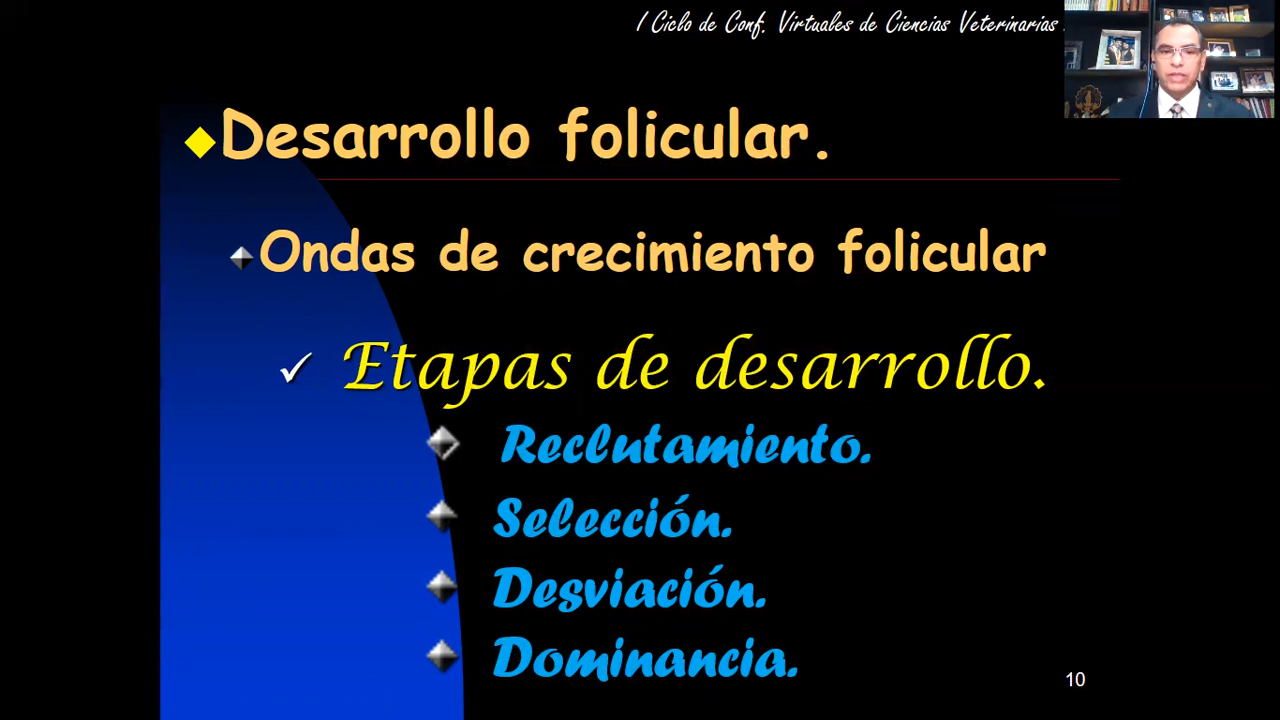 I Ciclo de Conf. Virtuales de Ciencias Veterinarias
Desarrollo folicular.
Ondas de crecimiento folicular
Etapas de desarrollo.
Reclutamiento.
Selección.
Desviación.
Dominancia.
10